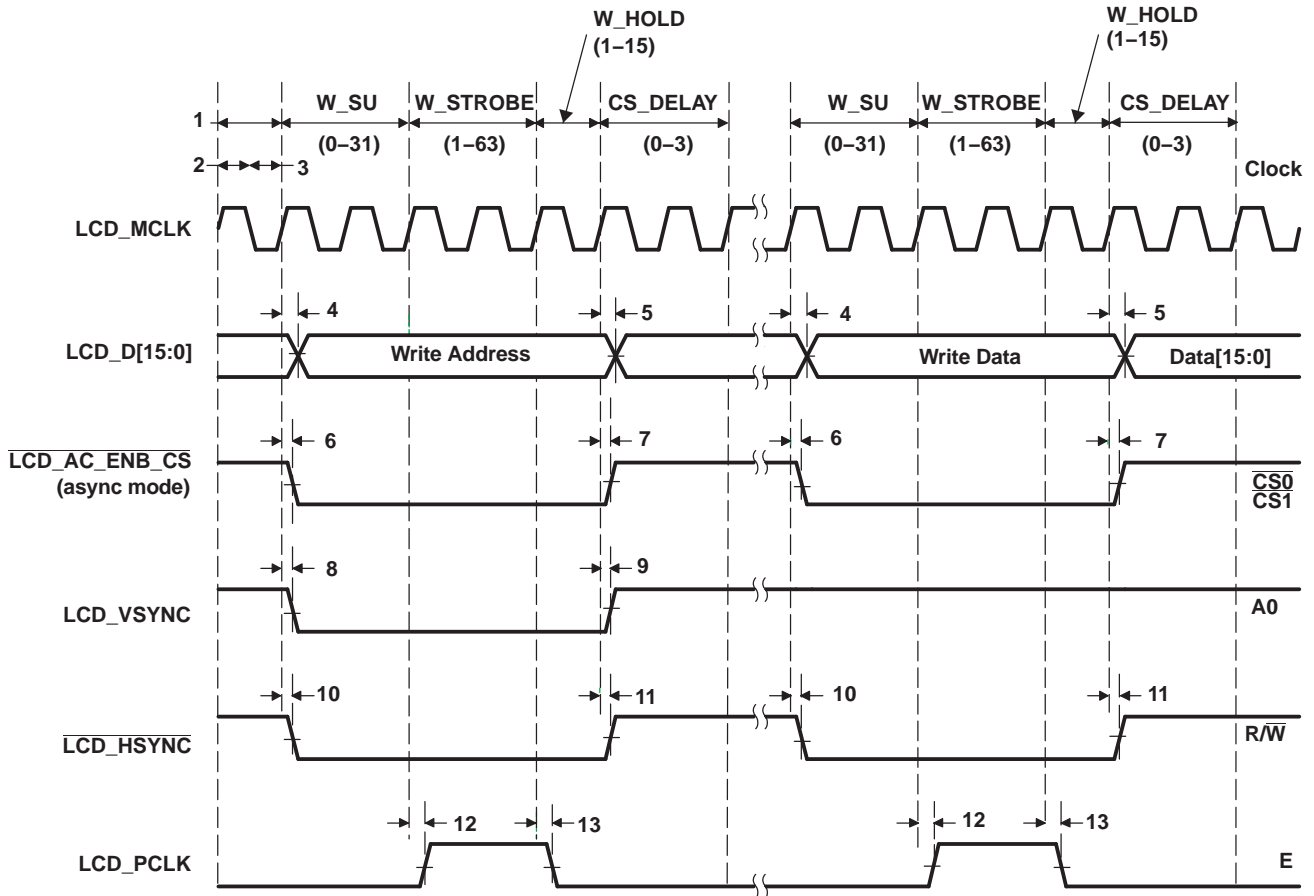 W_HOLD
(1–15)
W_HOLD
(1–15)
W_SU W_STROBE CS_DELAY W_SU W_STROBE CS_DELAY
1
(0–31) (1–63) (0–3) (0–31) (1–63) (0–3)
2 3 Clock
LCD_MCLK
4 5 4 5
LCD_D[15:0] Write Address Write Data Data[15:0]
6 7 6 7
LCD_AC_ENB_CS
(async mode)
CS0
CS1
8 9
LCD_VSYNC A0
10 11 10 11
LCD_HSYNC R/W
12 13 12 13
LCD_PCLK E